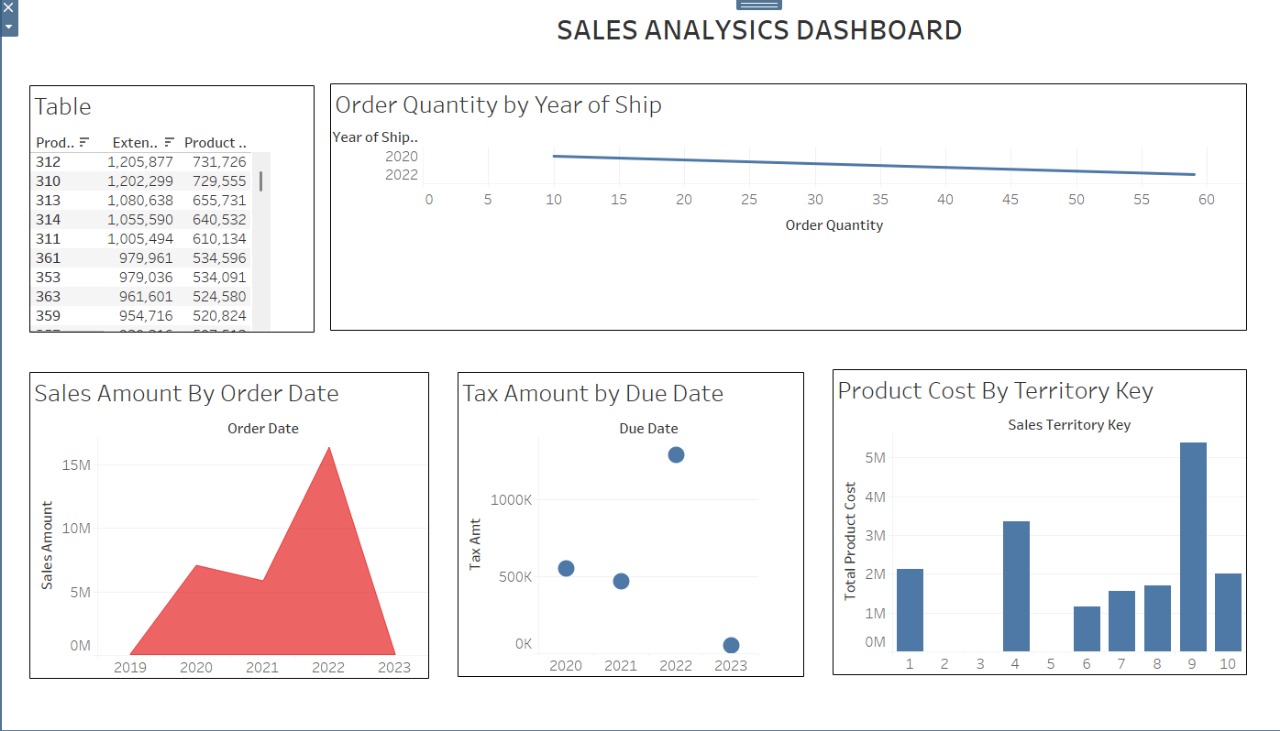 SALES ANALYSICS DASHBOARD
Table
Prod.. Exten.. Product ..
312 1,205,877 731,726
310 1,202,299 729,555
313 1,080,638 655,731
314 1,055,590 640,532
311 1,005,494 610,134
361 979,961 534,596
353 979,036 534,091
363 961,601 524,580
359 954,716 520,824
Order Quantity by Year of Ship
Year of Ship..
2020
2022
0 5 10 15 20 25 30 35 40 45 50 55 60
Order Quantity
Sales Amount By Order Date
Order Date
Sales Amount
15M
10M
5M
0M
2019 2020 2021 2022 2023
Tax Amount by Due Date
Due Date
Tax Amt
1000K
500K
0K
2020 2021 2022 2023
Product Cost By Territory Key
Sales Territory Key
Total Product Cost
5M
4M
3M
2M
1M
0M
1 2 3 4 5 6 7 8 9 10